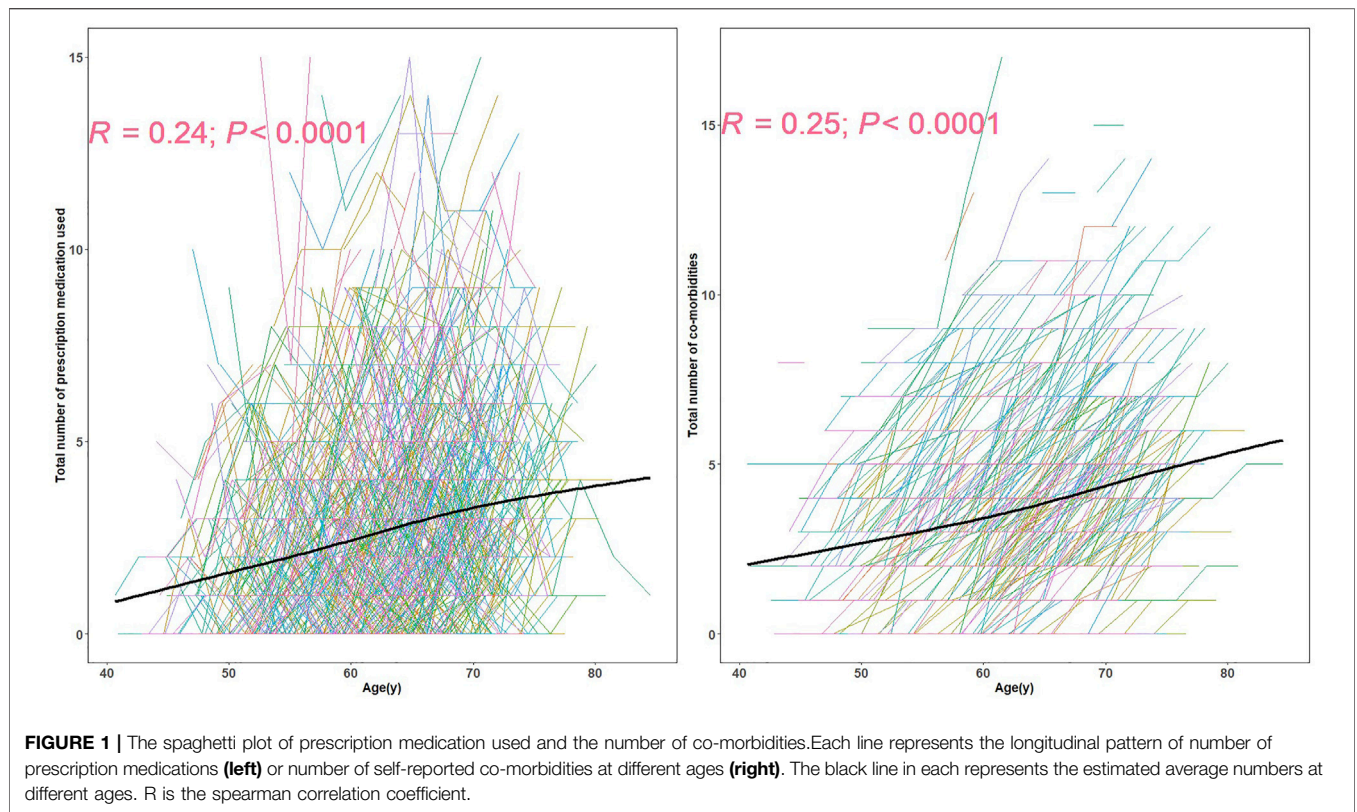 15
10
5
0
Total number of prescription medication used
R = 0.24; P< 0.0001
40 50 60 70 80
Age(y)
15
10
5
0
Total number of co-morbidities
R = 0.25; P< 0.0001
40 50 60 70 80
Age(y)
FIGURE 1 | The spaghetti plot of prescription medication used and the number of co-morbidities.Each line represents the longitudinal pattern of number of
prescription medications (left) or number of self-reported co-morbidities at different ages (right). The black line in each represents the estimated average numbers at
different ages. R is the spearman correlation coefficient.